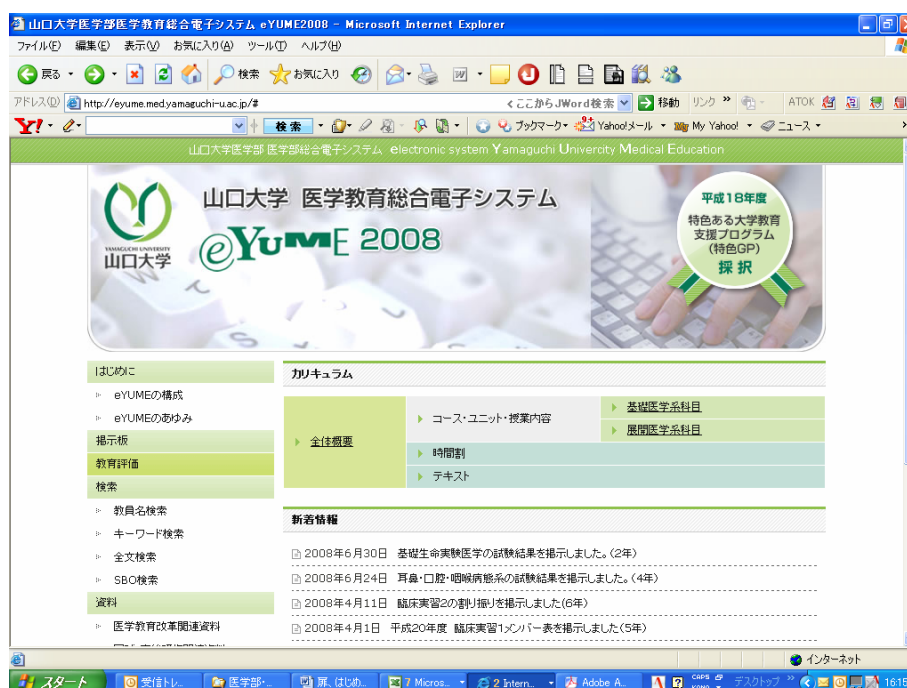 山口大学医学部医学教育総合電子システム eYUME2008 - Microsoft Internet Explorer
ファイル(F) 編集(E) 表示(V) お気に入り(A) ツール(T) ヘルプ(H)
戻る 検索 お気に入り
アドレス(D) http://eyume.med.yamaguchi-u.ac.jp/# <ここからJWord検索 移動 リンク » ATOK
Y! 検索 ブックマーク Yahoo!メール My Yahoo! ニュース
山口大学医学部 医学部総合電子システム electronic system Yamaguchi Univercity Medical Education
山口大学 医学教育総合電子システム
eYUME 2008
YAMAGUCHI UNIVERSITY
山口大学
平成18年度
特色ある大学教育
支援プログラム
(特色GP)
採択
はじめに
eYUMEの構成
eYUMEのあゆみ
掲示板
教育評価
検索
教員名検索
キーワード検索
全文検索
SBO検索
資料
医学教育改革関連資料
カリキュラム
全体概要
コース・ユニット・授業内容
基礎医学系科目
展開医学系科目
時間割
テキスト
新着情報
2008年6月30日 基礎生命実験医学の試験結果を掲示しました。(2年)
2008年6月24日 耳鼻・口腔・咽喉病態系の試験結果を掲示しました。(4年)
2008年4月11日 臨床実習2の割り振りを掲示しました(6年)
2008年4月1日 平成20年度 臨床実習1メンバー表を掲示しました(5年)
インターネット
スタート 受信トレ... 医学部・... 扉、はじめ... 7 Micros... 2 Intern... Adobe A... CAPS KANA デスクトップ » 16:15